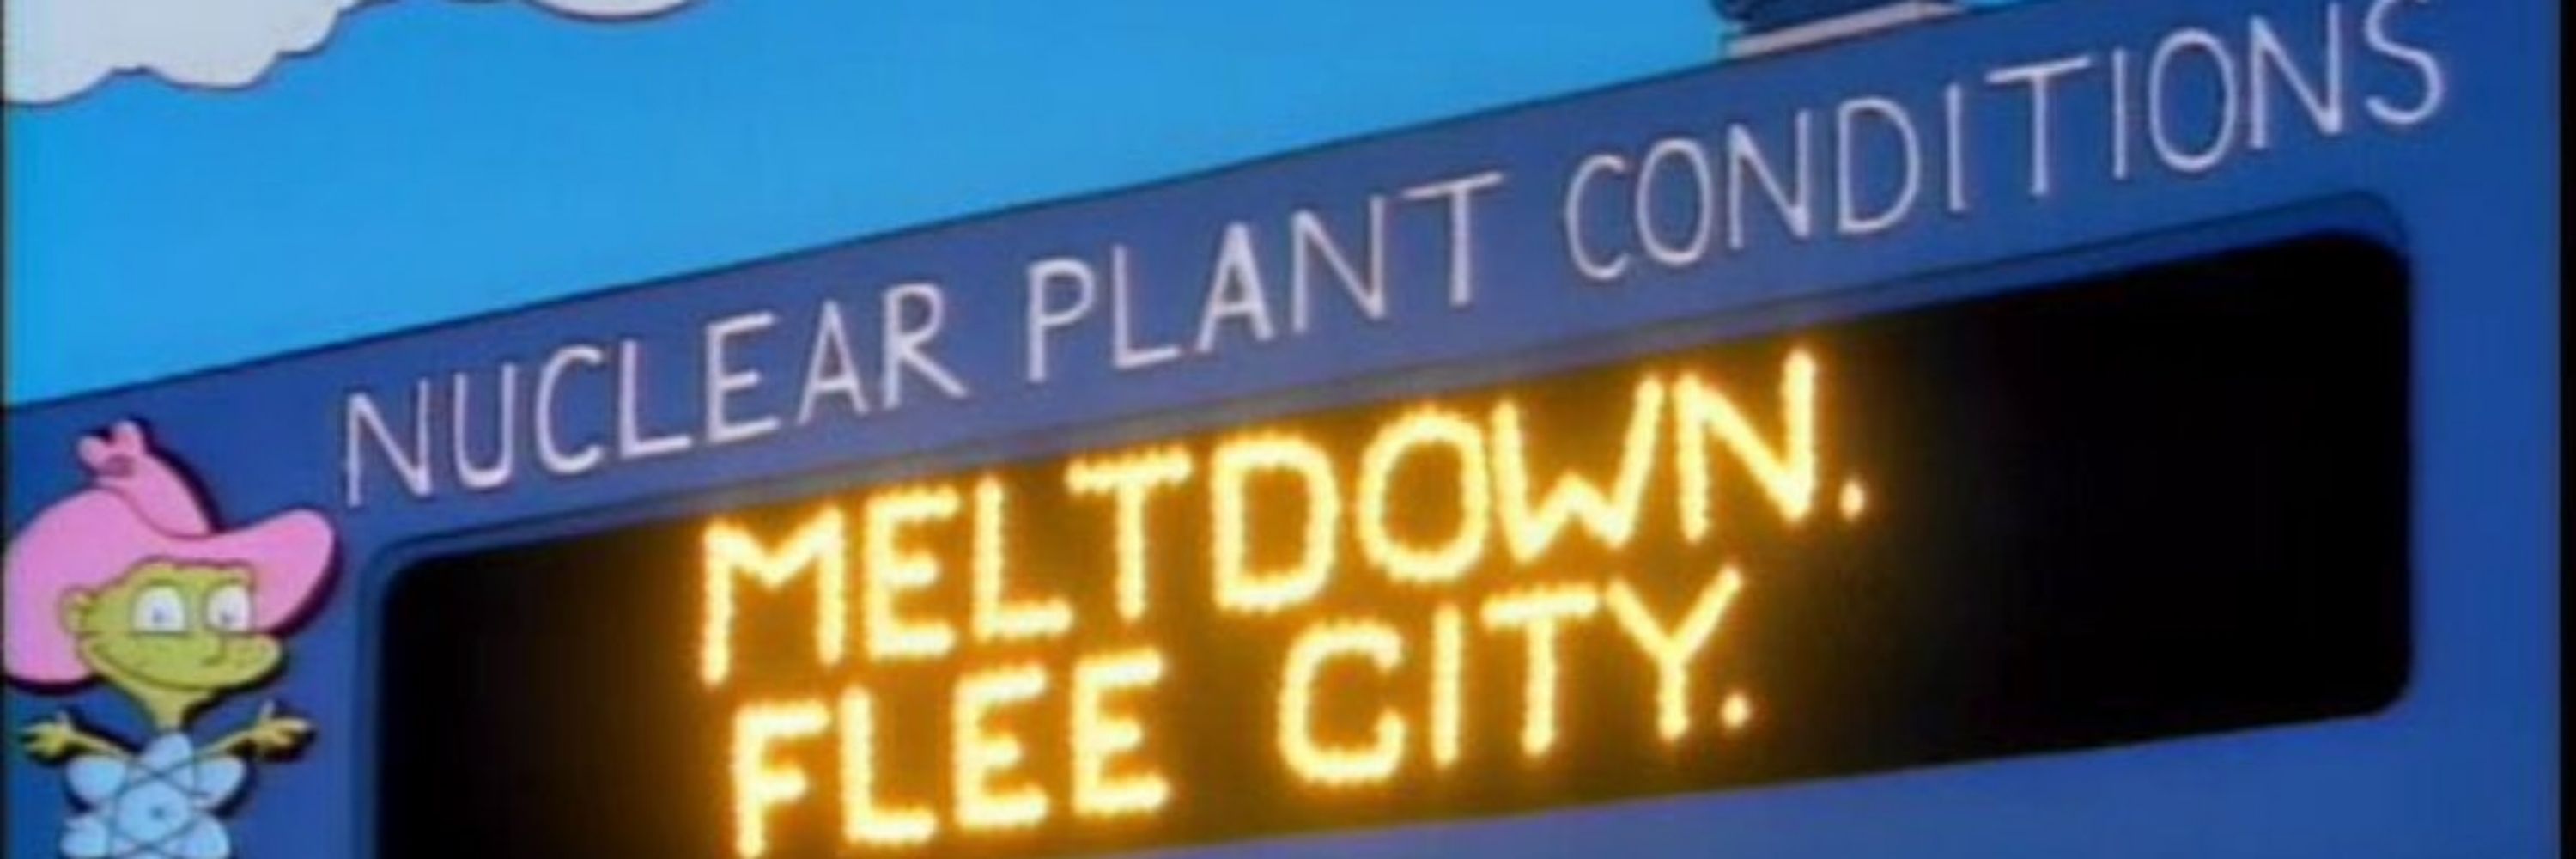 NUCLEAR PLANT CONDITIONS
MELTDOWN.
FLEE CITY.